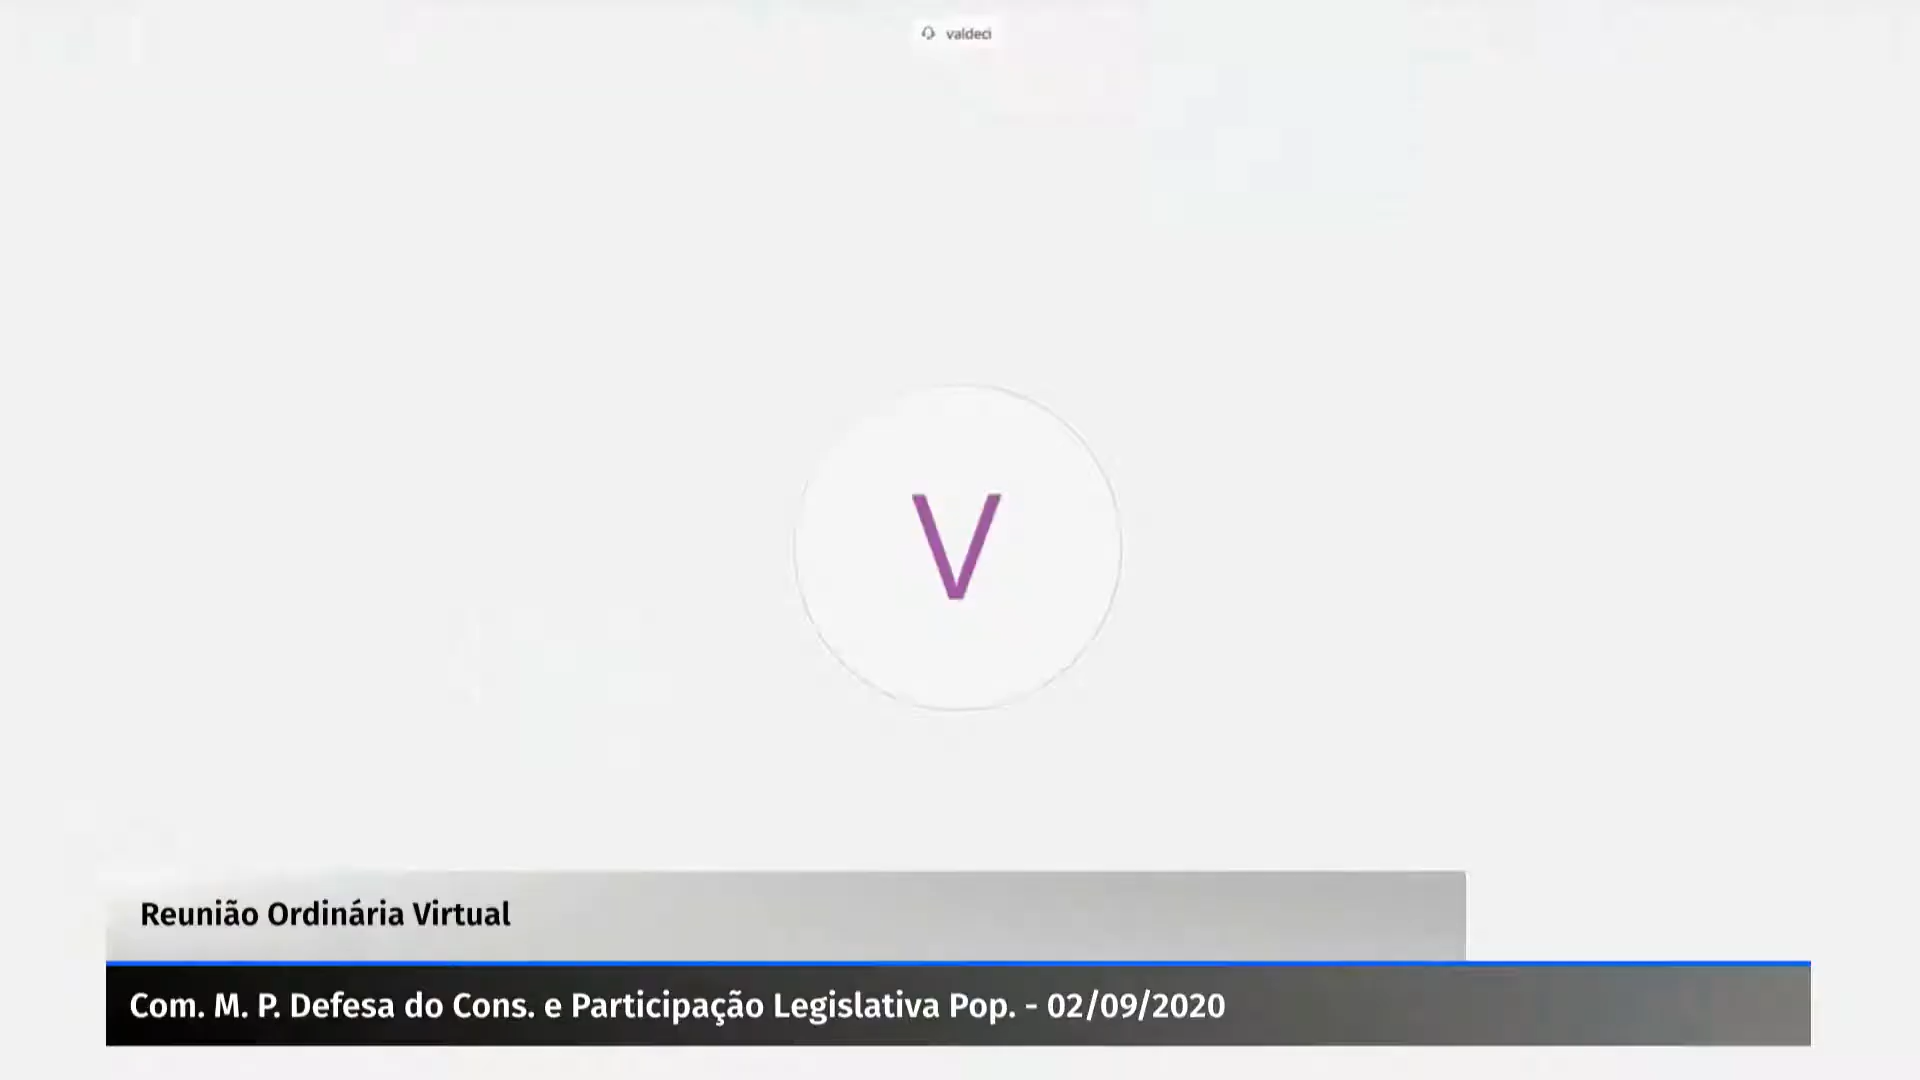 valdeci
V
Reunião Ordinária Virtual
Com. M. P. Defesa do Cons. e Participação Legislativa Pop. - 02/09/2020